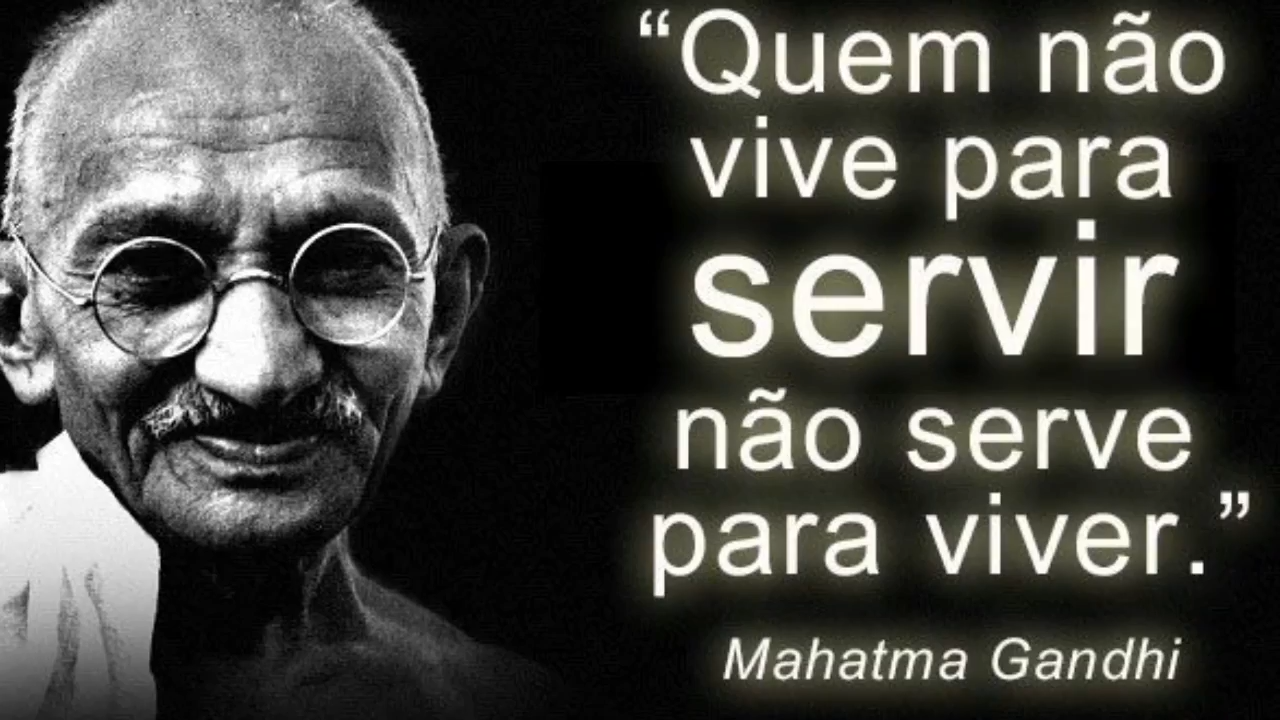 “Quem não
vive para
servir
não serve
para viver.”
Mahatma Gandhi